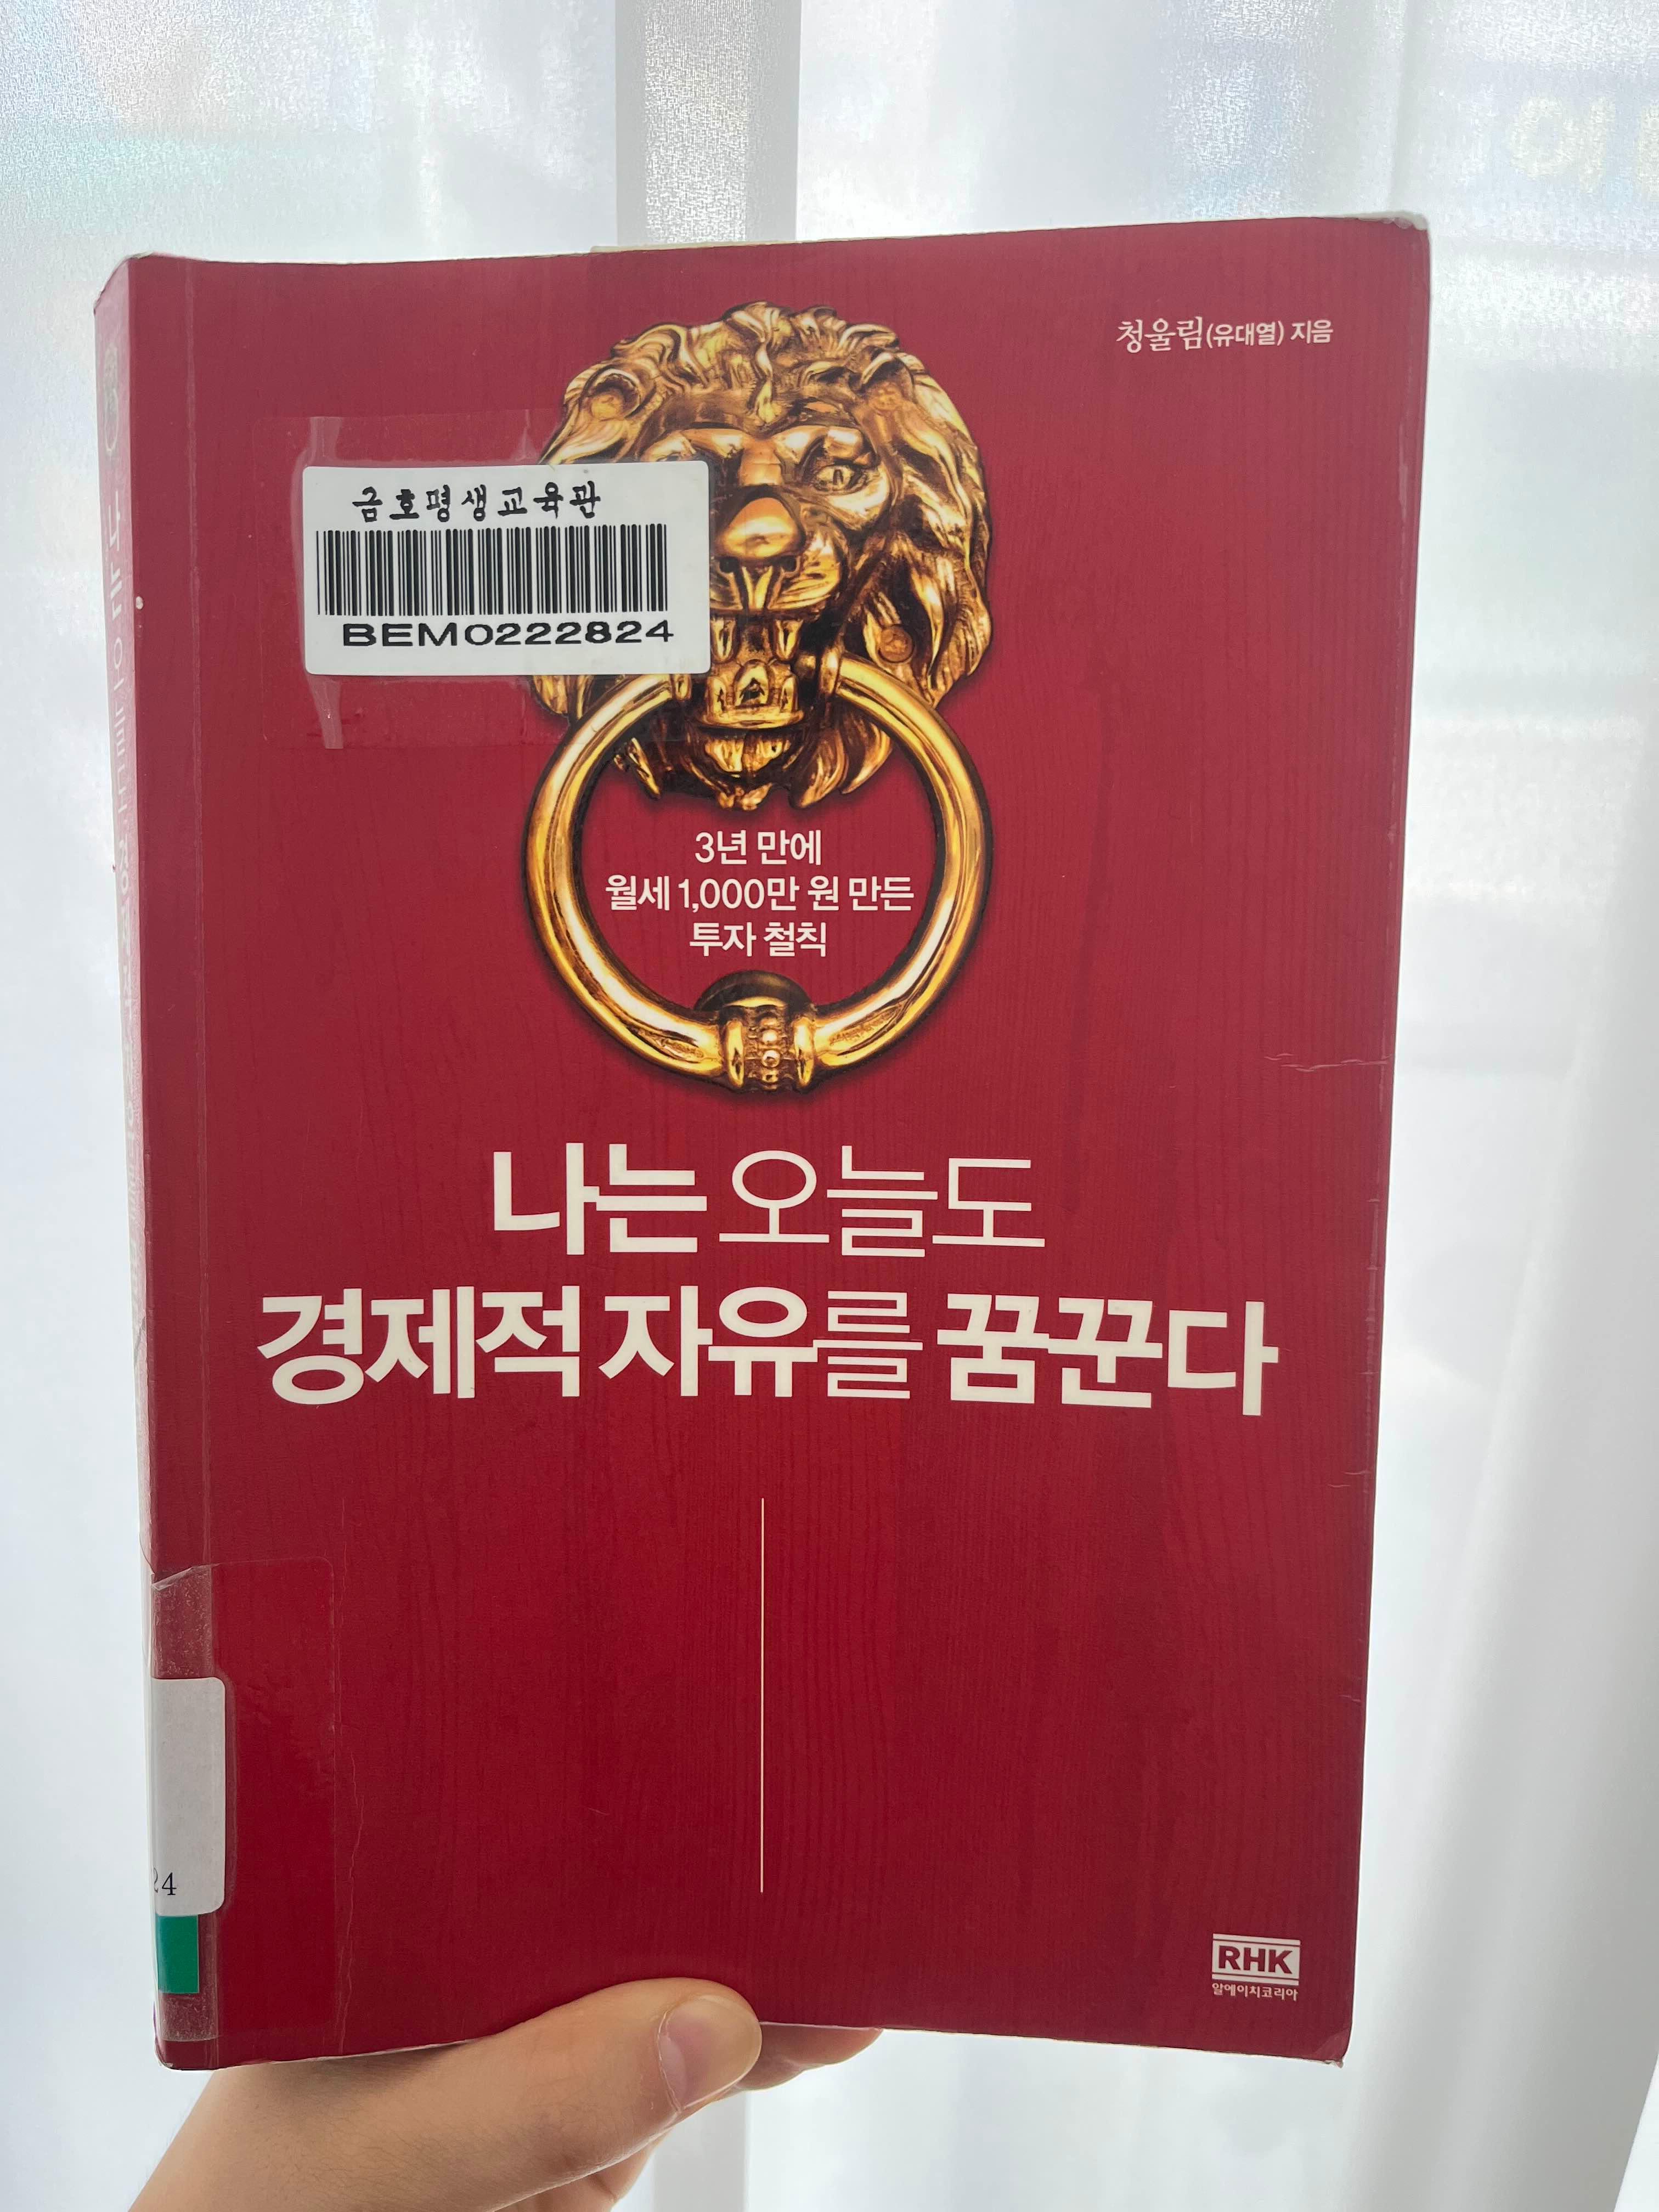 청울림(유대열) 지음
금호평생교육관
BEM0222824
3년 만에
월세 1,000만 원 만든
투자 철칙
나는 오늘도
경제적 자유를 꿈꾼다
24
RHK
알에이치코리아